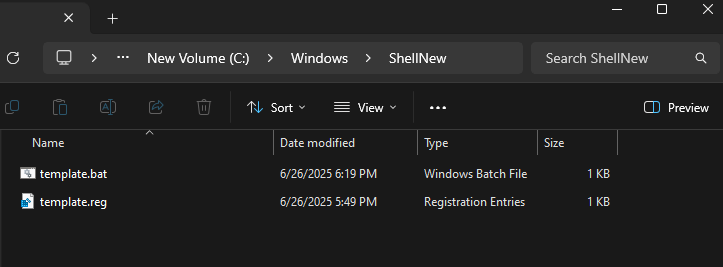 New Volume (C:) Windows ShellNew Search ShellNew
Sort View Preview
Name Date modified Type Size
template.bat 6/26/2025 6:19 PM Windows Batch File 1 KB
template.reg 6/26/2025 5:49 PM Registration Entries 1 KB